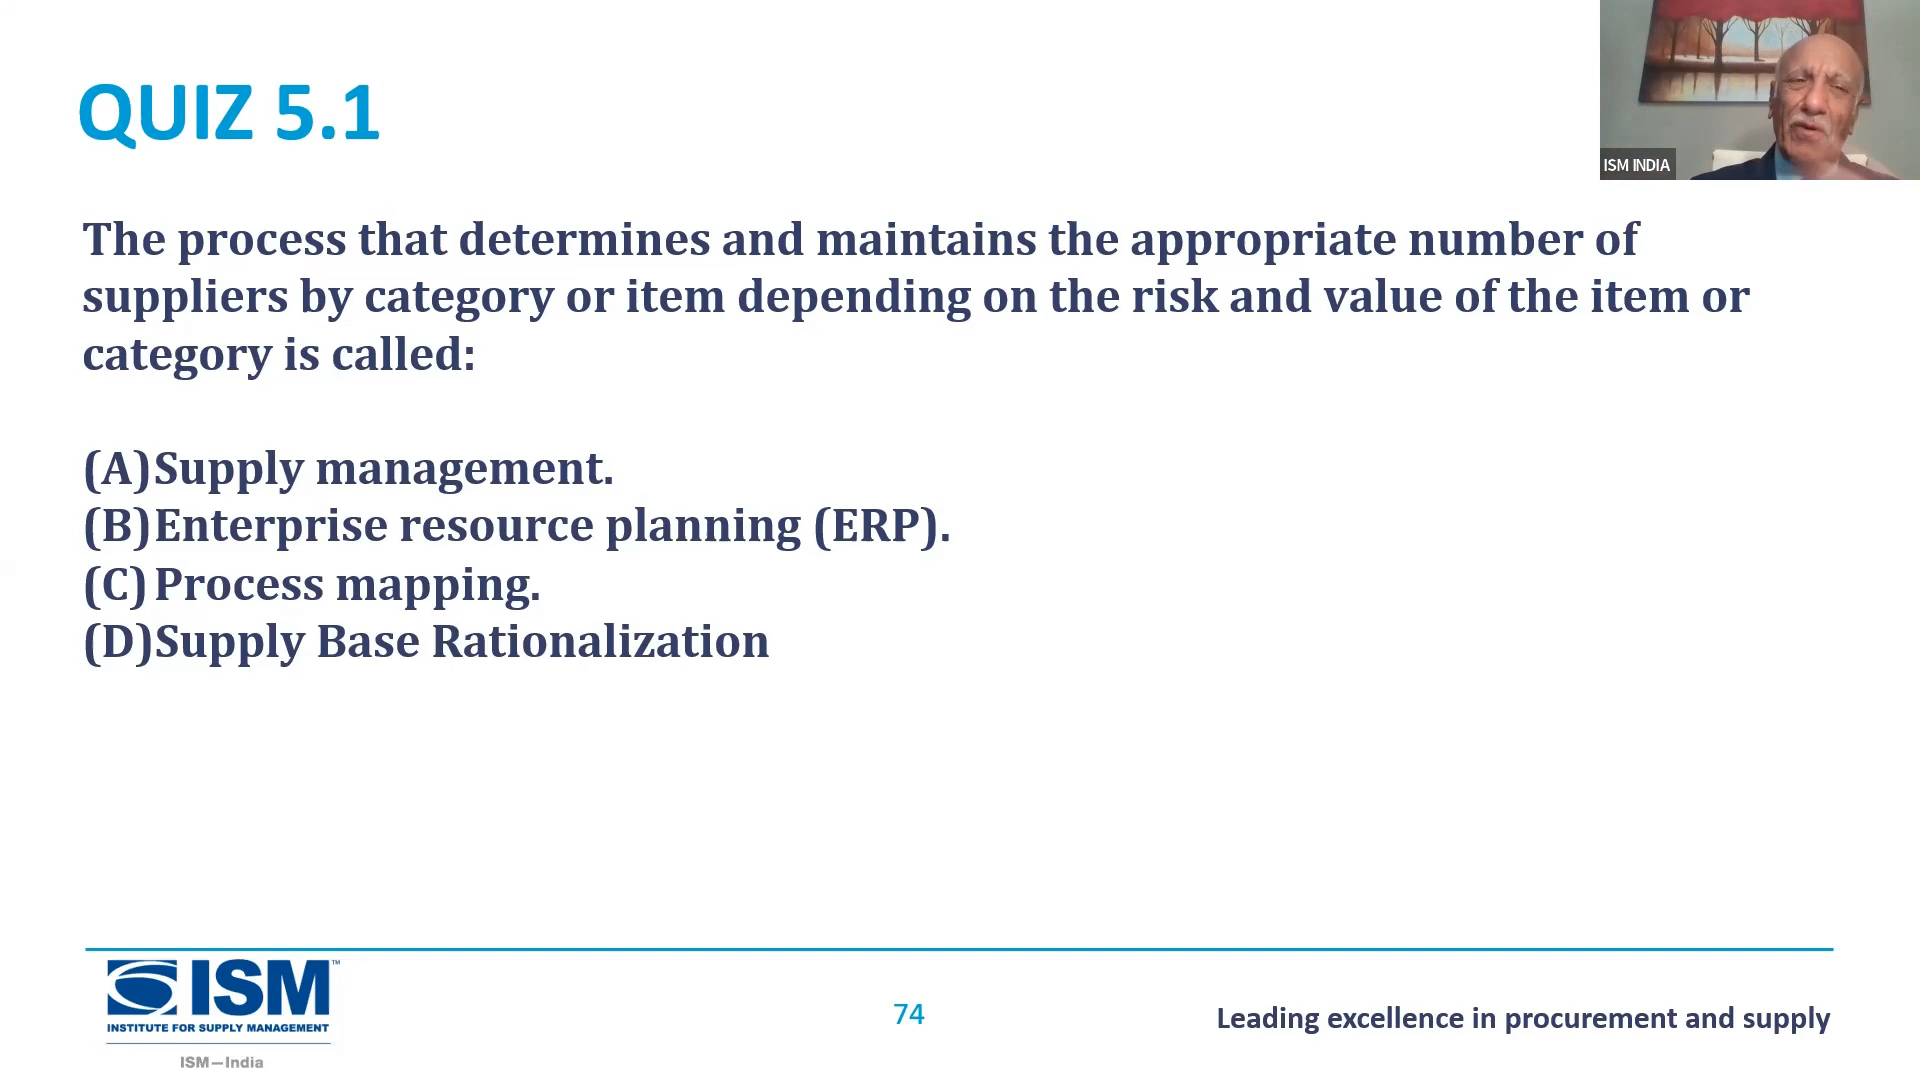 QUIZ 5.1
ISM INDIA
The process that determines and maintains the appropriate number of
suppliers by category or item depending on the risk and value of the item or
category is called:
(A) Supply management.
(B) Enterprise resource planning (ERP).
(C) Process mapping.
(D) Supply Base Rationalization
ISM™
INSTITUTE FOR SUPPLY MANAGEMENT
ISM—India
74
Leading excellence in procurement and supply